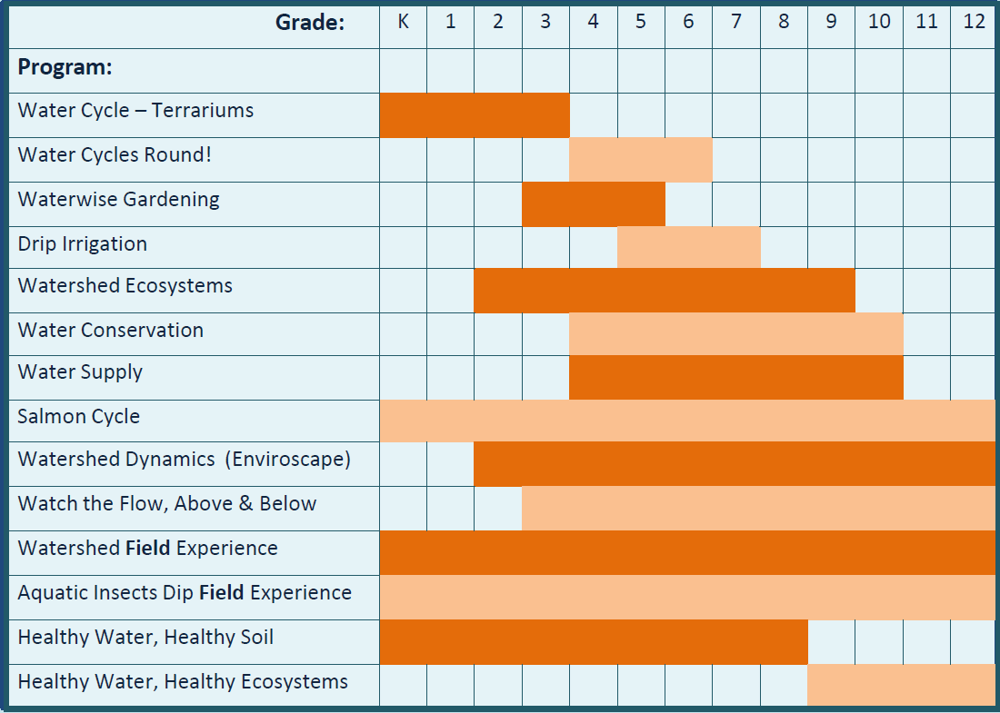 Grade: K 1 2 3 4 5 6 7 8 9 10 11 12
Program:
Water Cycle – Terrariums
Water Cycles Round!
Waterwise Gardening
Drip Irrigation
Watershed Ecosystems
Water Conservation
Water Supply
Salmon Cycle
Watershed Dynamics  (Enviroscape)
Watch the Flow, Above & Below
Watershed Field Experience
Aquatic Insects Dip Field Experience
Healthy Water, Healthy Soil
Healthy Water, Healthy Ecosystems